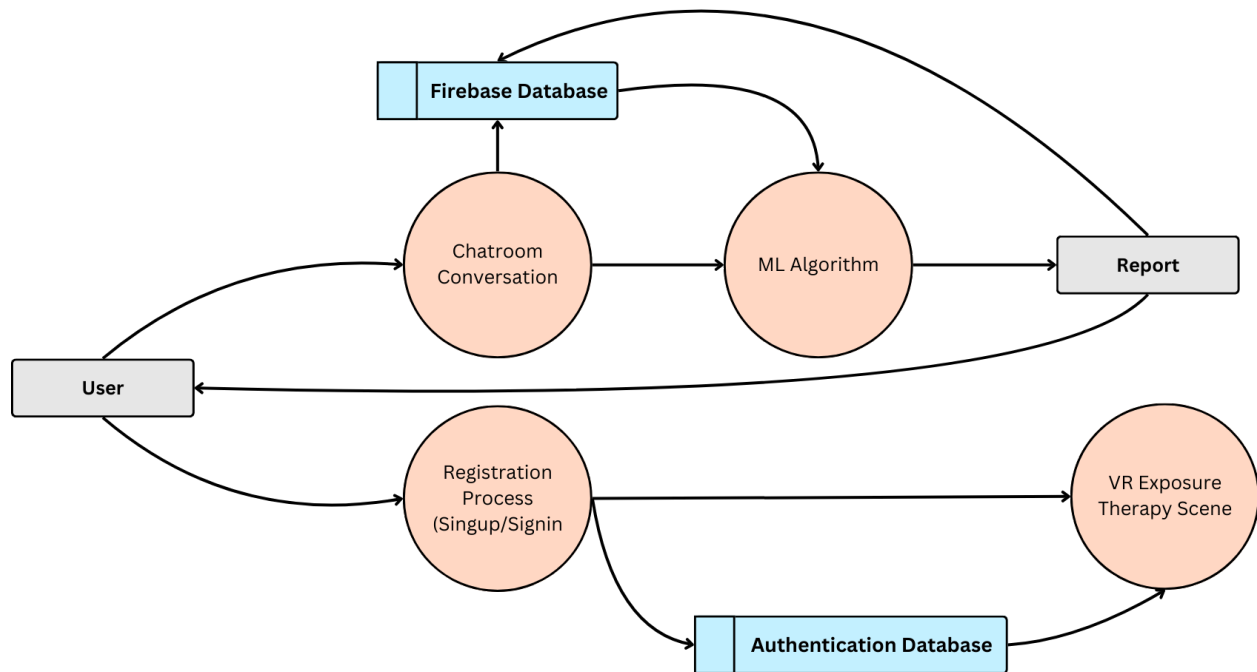 Firebase Database
Chatroom
Conversation
ML Algorithm
Report
User
Registration
Process
(Singup/Signin
VR Exposure
Therapy Scene
Authentication Database